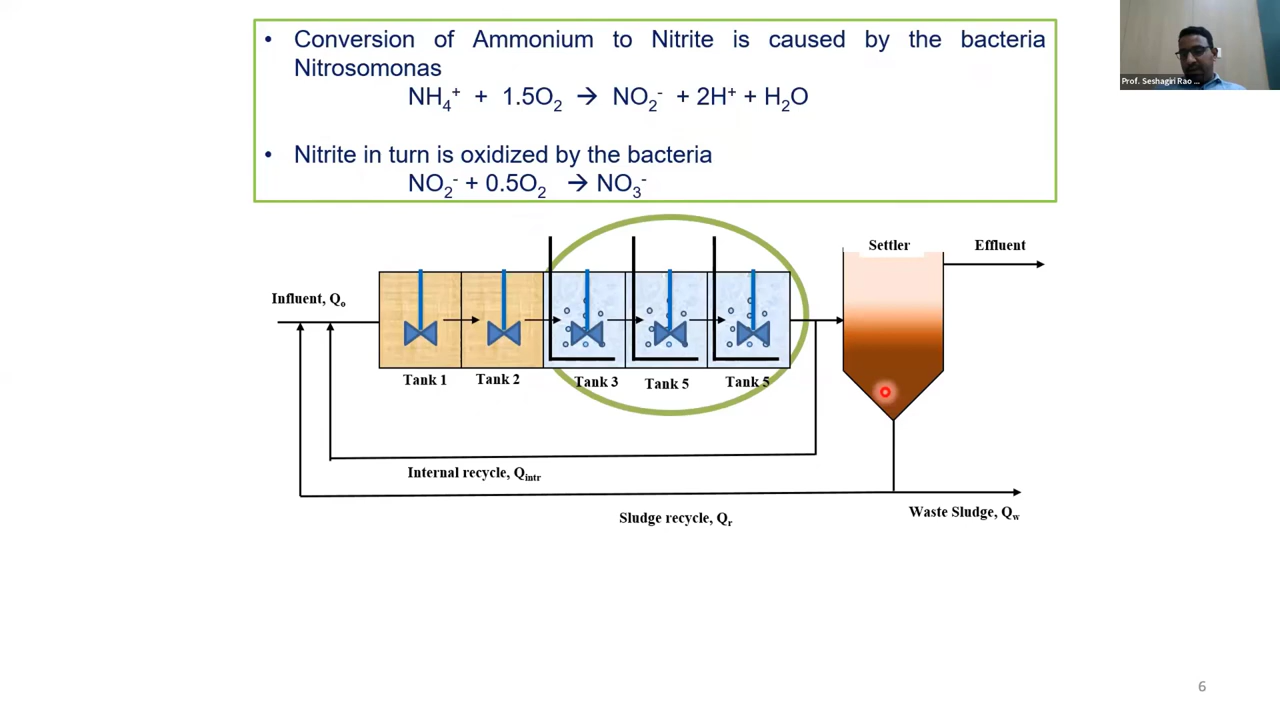 • Conversion of Ammonium to Nitrite is caused by the bacteria
Nitrosomonas
NH₄⁺ + 1.5O₂ → NO₂⁻ + 2H⁺ + H₂O
• Nitrite in turn is oxidized by the bacteria
NO₂⁻ + 0.5O₂ → NO₃⁻
Prof. Seshagiri Rao ...
Settler
Effluent
Influent, Qₒ
Tank 1
Tank 2
Tank 3
Tank 5
Tank 5
Internal recycle, Qintr
Sludge recycle, Qr
Waste Sludge, Qw
6